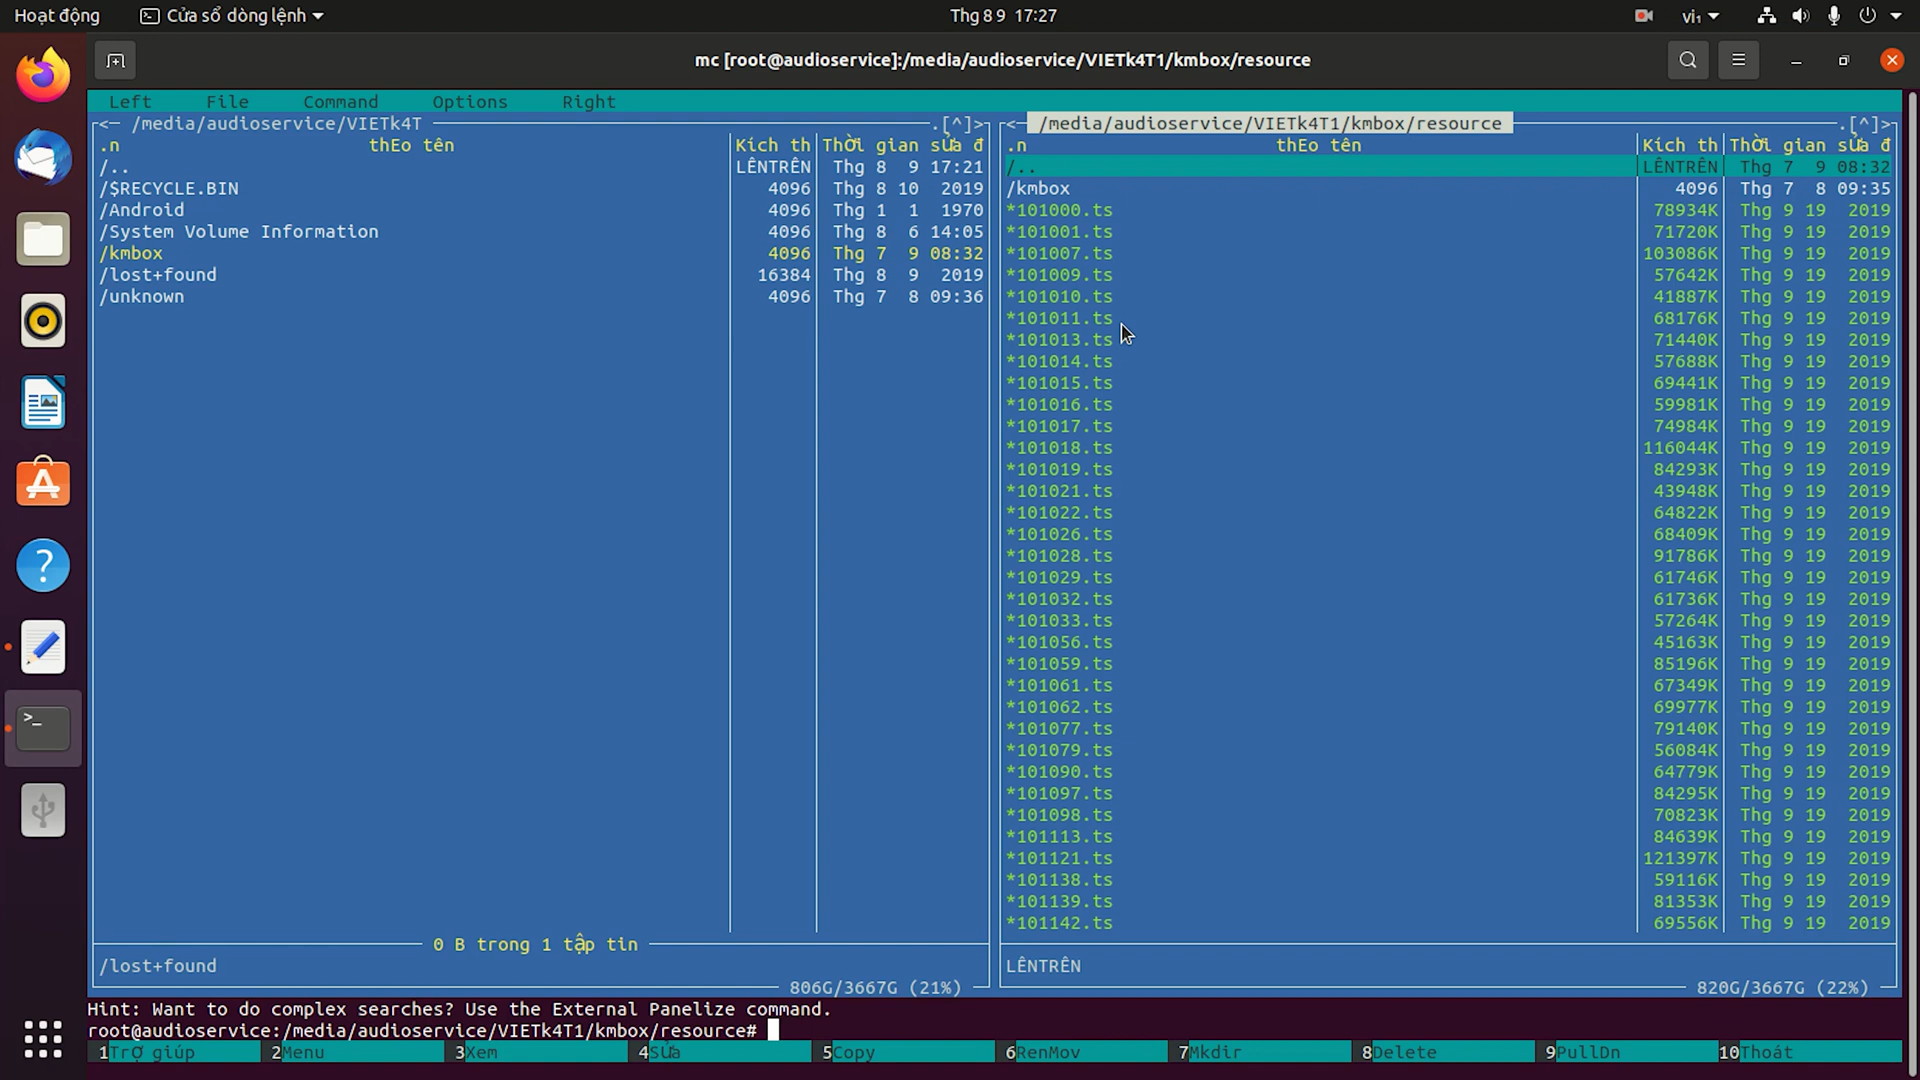 Hoạt động Cửa sổ dòng lệnh Thg 8 9 17:27 vi₁
mc [root@audioservice]:/media/audioservice/VIETk4T1/kmbox/resource
Left File Command Options Right
<─ /media/audioservice/VIETk4T ─ .[^]>
.n thEo tên Kích th Thời gian sửa đ
/.. LÊNTRÊN Thg 8 9 17:21
/$RECYCLE.BIN 4096 Thg 8 10 2019
/Android 4096 Thg 1 1 1970
/System Volume Information 4096 Thg 8 6 14:05
/kmbox 4096 Thg 7 9 08:32
/lost+found 16384 Thg 8 9 2019
/unknown 4096 Thg 7 8 09:36
0 B trong 1 tập tin
/lost+found
806G/3667G (21%)
<─ /media/audioservice/VIETk4T1/kmbox/resource ─ .[^]>
.n thEo tên Kích th Thời gian sửa đ
/.. LÊNTRÊN Thg 7 9 08:32
/kmbox 4096 Thg 7 8 09:35
*101000.ts 78934K Thg 9 19 2019
*101001.ts 71720K Thg 9 19 2019
*101007.ts 103086K Thg 9 19 2019
*101009.ts 57642K Thg 9 19 2019
*101010.ts 41887K Thg 9 19 2019
*101011.ts 68176K Thg 9 19 2019
*101013.ts 71440K Thg 9 19 2019
*101014.ts 57688K Thg 9 19 2019
*101015.ts 69441K Thg 9 19 2019
*101016.ts 59981K Thg 9 19 2019
*101017.ts 74984K Thg 9 19 2019
*101018.ts 116044K Thg 9 19 2019
*101019.ts 84293K Thg 9 19 2019
*101021.ts 43948K Thg 9 19 2019
*101022.ts 64822K Thg 9 19 2019
*101026.ts 68409K Thg 9 19 2019
*101028.ts 91786K Thg 9 19 2019
*101029.ts 61746K Thg 9 19 2019
*101032.ts 61736K Thg 9 19 2019
*101033.ts 57264K Thg 9 19 2019
*101056.ts 45163K Thg 9 19 2019
*101059.ts 85196K Thg 9 19 2019
*101061.ts 67349K Thg 9 19 2019
*101062.ts 69977K Thg 9 19 2019
*101077.ts 79140K Thg 9 19 2019
*101079.ts 56084K Thg 9 19 2019
*101090.ts 64779K Thg 9 19 2019
*101097.ts 84295K Thg 9 19 2019
*101098.ts 70823K Thg 9 19 2019
*101113.ts 84639K Thg 9 19 2019
*101121.ts 121397K Thg 9 19 2019
*101138.ts 59116K Thg 9 19 2019
*101139.ts 81353K Thg 9 19 2019
*101142.ts 69556K Thg 9 19 2019
LÊNTRÊN
820G/3667G (22%)
Hint: Want to do complex searches? Use the External Panelize command.
root@audioservice:/media/audioservice/VIETk4T1/kmbox/resource#
1Trợ giúp 2Menu 3Xem 4Sửa 5Copy 6RenMov 7Mkdir 8Delete 9PullDn 10Thoát